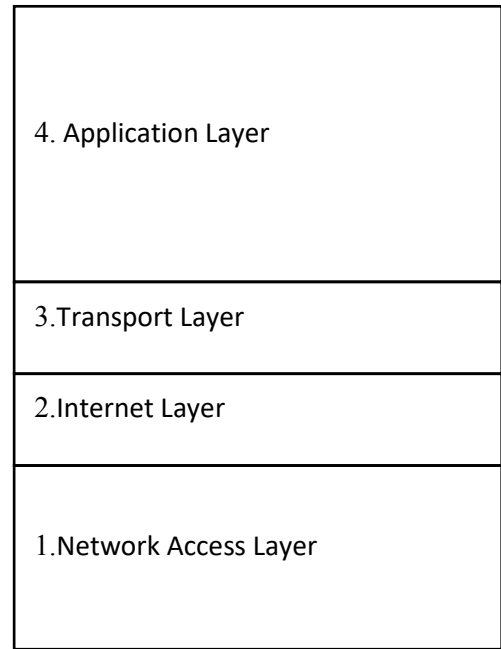 4. Application Layer
3.Transport Layer
2.Internet Layer
1.Network Access Layer